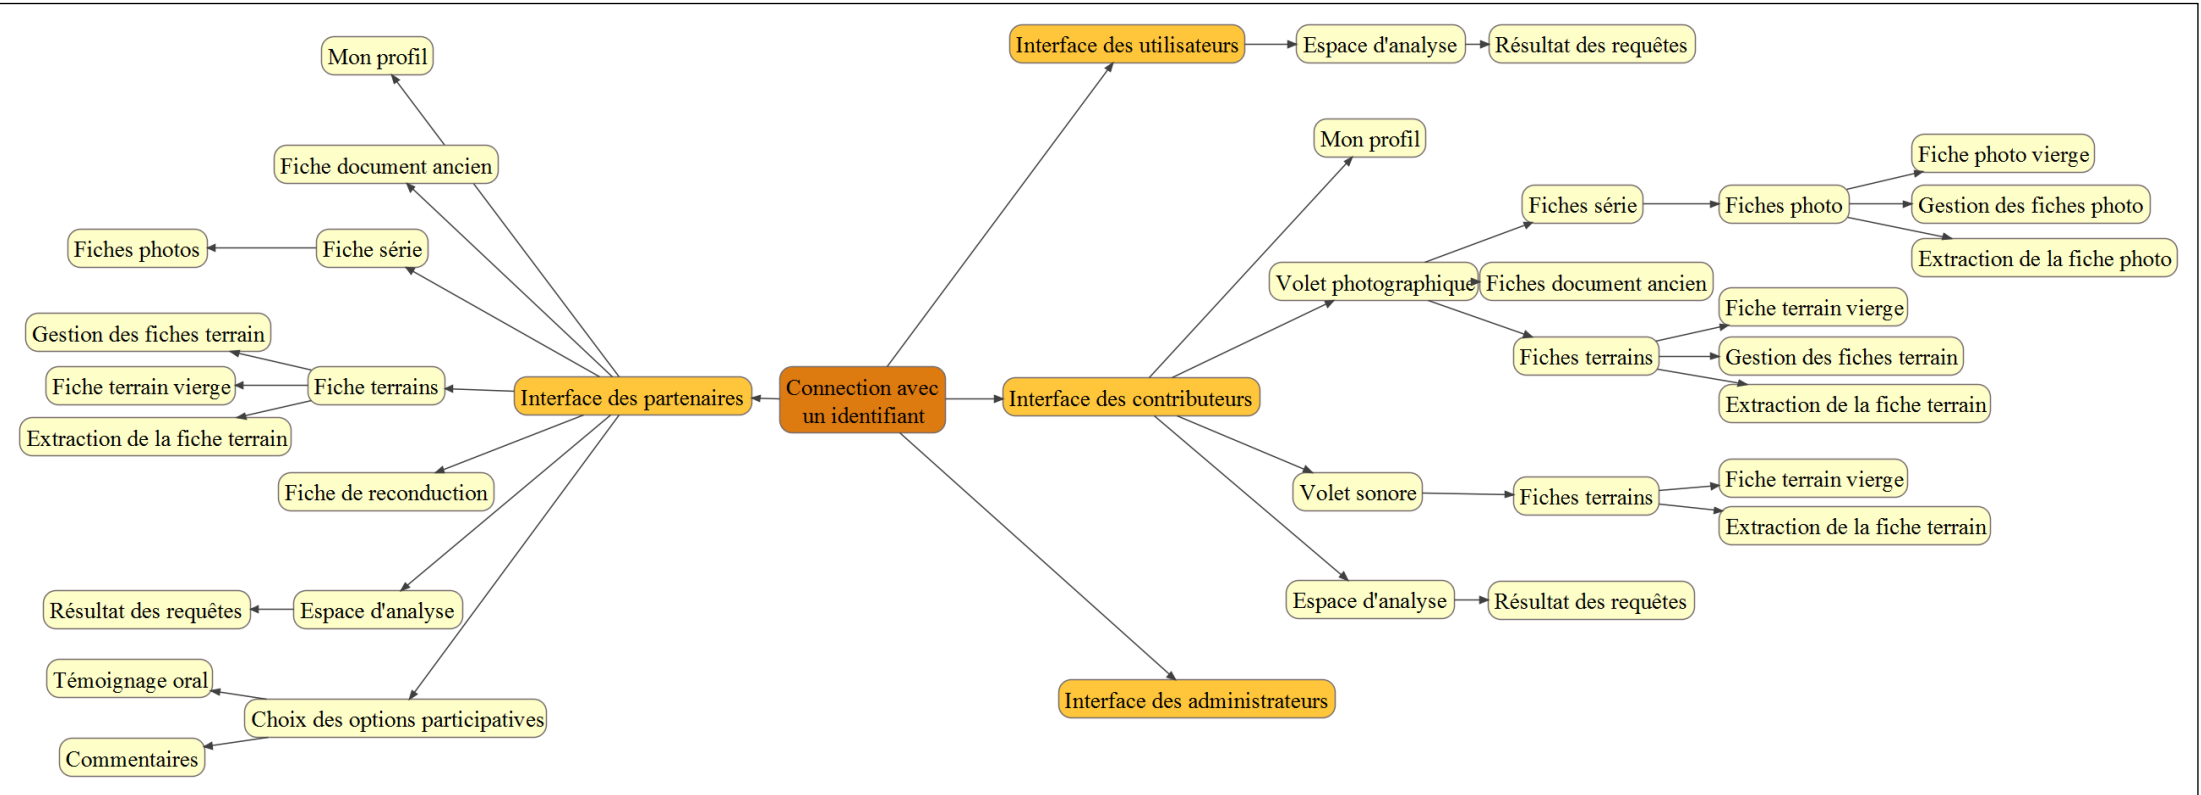 Interface des utilisateurs
Espace d'analyse
Résultat des requêtes
Mon profil
Fiche document ancien
Fiches photos
Fiche série
Gestion des fiches terrain
Fiche terrain vierge
Extraction de la fiche terrain
Fiche terrains
Interface des partenaires
Connection avec
un identifiant
Interface des contributeurs
Fiche de reconduction
Résultat des requêtes
Espace d'analyse
Témoignage oral
Choix des options participatives
Commentaires
Mon profil
Volet photographique
Fiches série
Fiches photo
Fiche photo vierge
Gestion des fiches photo
Extraction de la fiche photo
Fiches document ancien
Fiches terrains
Fiche terrain vierge
Gestion des fiches terrain
Extraction de la fiche terrain
Volet sonore
Fiches terrains
Fiche terrain vierge
Extraction de la fiche terrain
Espace d'analyse
Résultat des requêtes
Interface des administrateurs